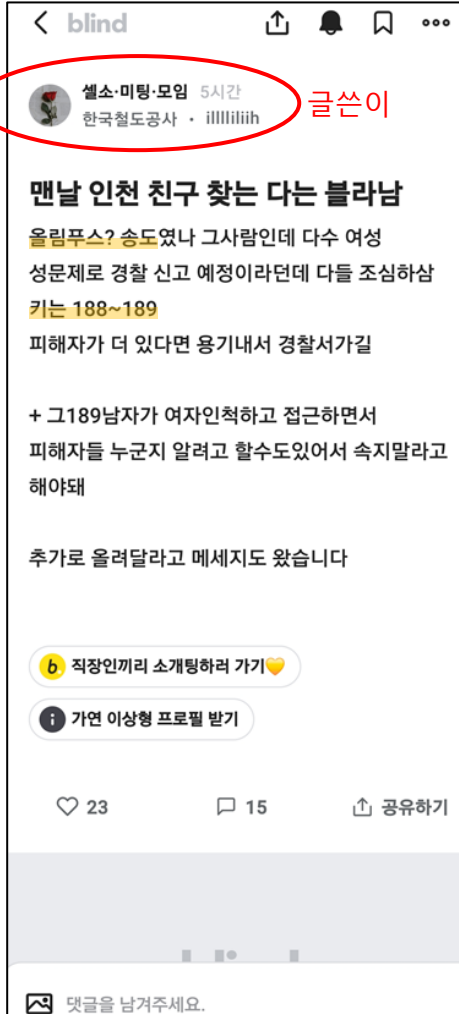 blind
셀소·미팅·모임 5시간
한국철도공사 · illllliliih
글쓴이
맨날 인천 친구 찾는 다는 블라남
올림푸스? 송도였나 그사람인데 다수 여성
성문제로 경찰 신고 예정이라던데 다들 조심하삼
키는 188~189
피해자가 더 있다면 용기내서 경찰서가길
+ 그189남자가 여자인척하고 접근하면서
피해자들 누군지 알려고 할수도있어서 속지말라고
해야돼
추가로 올려달라고 메세지도 왔습니다
b 직장인끼리 소개팅하러 가기💛
i 가연 이상형 프로필 받기
23
15
공유하기
댓글을 남겨주세요.